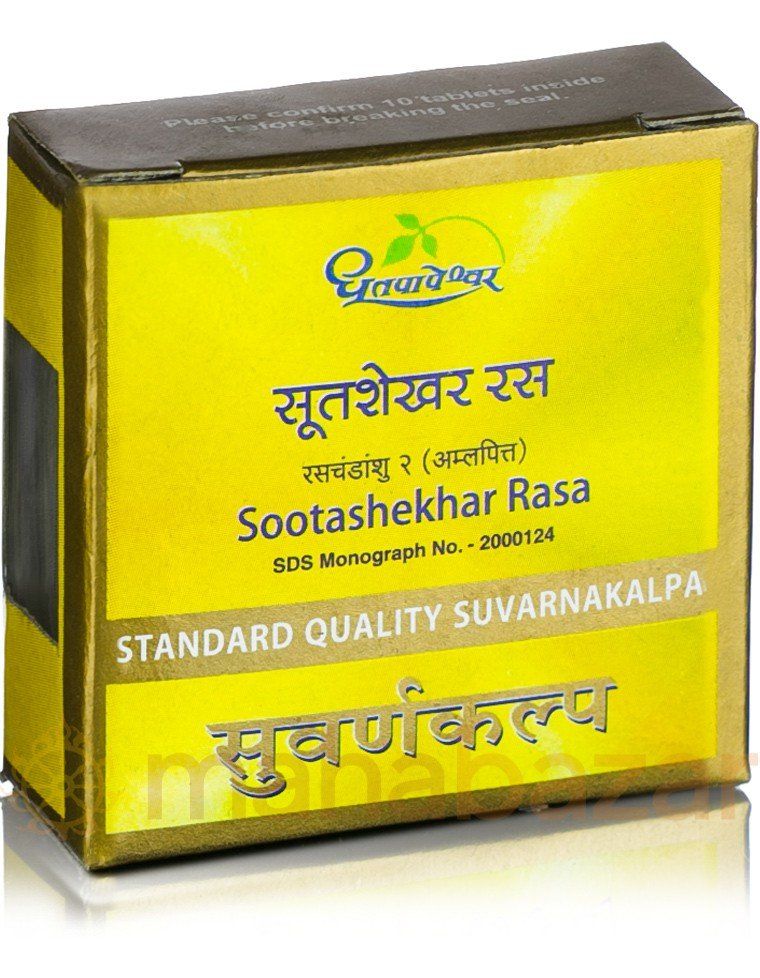 Please confirm 10 tablets inside
before breaking the seal.
धूतपापेश्वर
सूतशेखर रस
रसचंडांशु २ (अम्लपित्त)
Sootashekhar Rasa
SDS Monograph No. - 2000124
STANDARD QUALITY SUVARNAKALPA
सुवर्णकल्प
manabazar